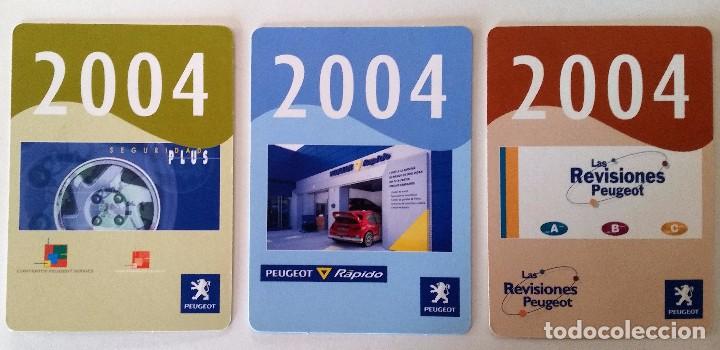 2004
SEGURIDAD
PLUS
PEUGEOT
2004
PEUGEOT Rápido
PEUGEOT
2004
Las
Revisiones
Peugeot
A B C
Las
Revisiones
Peugeot
PEUGEOT
todocoleccion